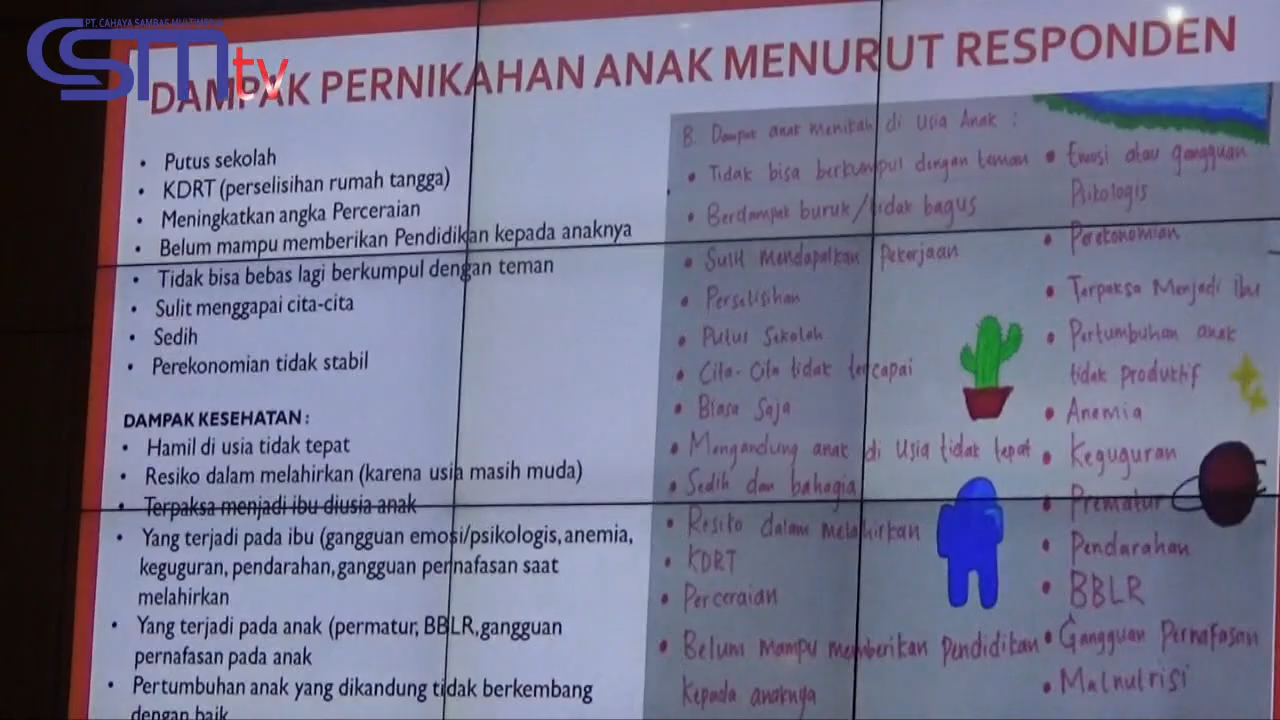 PT. CAHAYA SAMBAS MULTIMEDIA
CSMtv
DAMPAK PERNIKAHAN ANAK MENURUT RESPONDEN
• Putus sekolah
• KDRT (perselisihan rumah tangga)
• Meningkatkan angka Perceraian
• Belum mampu memberikan Pendidikan kepada anaknya
• Tidak bisa bebas lagi berkumpul dengan teman
• Sulit menggapai cita-cita
• Sedih
• Perekonomian tidak stabil
DAMPAK KESEHATAN :
• Hamil di usia tidak tepat
• Resiko dalam melahirkan (karena usia masih muda)
• Terpaksa menjadi ibu diusia anak
• Yang terjadi pada ibu (gangguan emosi/psikologis, anemia,
keguguran, pendarahan, gangguan pernafasan saat
melahirkan
• Yang terjadi pada anak (permatur, BBLR, gangguan
pernafasan pada anak
• Pertumbuhan anak yang dikandung tidak berkembang
dengan baik
B. Dampak anak menikah di usia Anak :
• Tidak bisa berkumpul dengan teman
• Berdampak buruk/tidak bagus
• Sulit Mendapatkan Pekerjaan
• Perselisihan
• Putus Sekolah
• Cita-Cita tidak tercapai
• Biasa Saja
• Mengandung anak di usia tidak tepat
• Sedih dan bahagia
• Resiko dalam melahirkan
• KDRT
• Perceraian
• Belum mampu memberikan pendidikan
kepada anaknya
• Emosi atau gangguan
Psikologis
• Perekonomian
• Terpaksa Menjadi Ibu
• Pertumbuhan anak
tidak produktif
• Anemia
• Keguguran
• Prematur
• Pendarahan
• BBLR
• Gangguan Pernafasan
• Malnutrisi